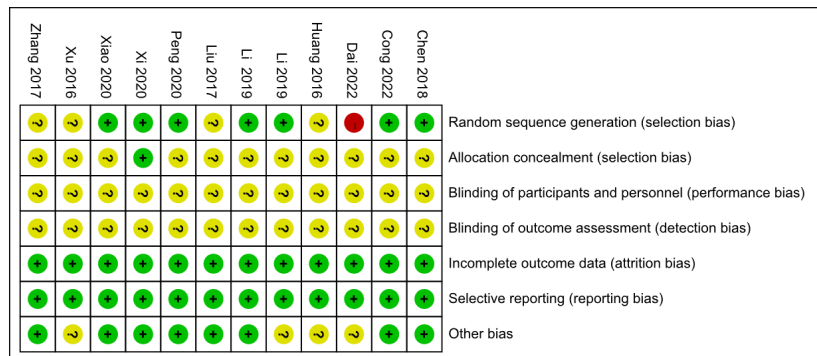 Zhang 2017 Xu 2016 Xiao 2020 Xi 2020 Peng 2020 Liu 2017 Li 2019 Li 2019 Huang 2016 Dai 2022 Cong 2022 Chen 2018
? ? + + + ? + + ? - + + Random sequence generation (selection bias)
? ? ? + ? ? ? ? ? ? ? ? Allocation concealment (selection bias)
? ? ? ? ? ? ? ? ? ? ? ? Blinding of participants and personnel (performance bias)
? ? ? ? ? ? ? ? ? ? ? ? Blinding of outcome assessment (detection bias)
+ + + + + + + + + + + + Incomplete outcome data (attrition bias)
+ + + + + + + + + + + + Selective reporting (reporting bias)
+ ? + + + + + ? ? ? + + Other bias